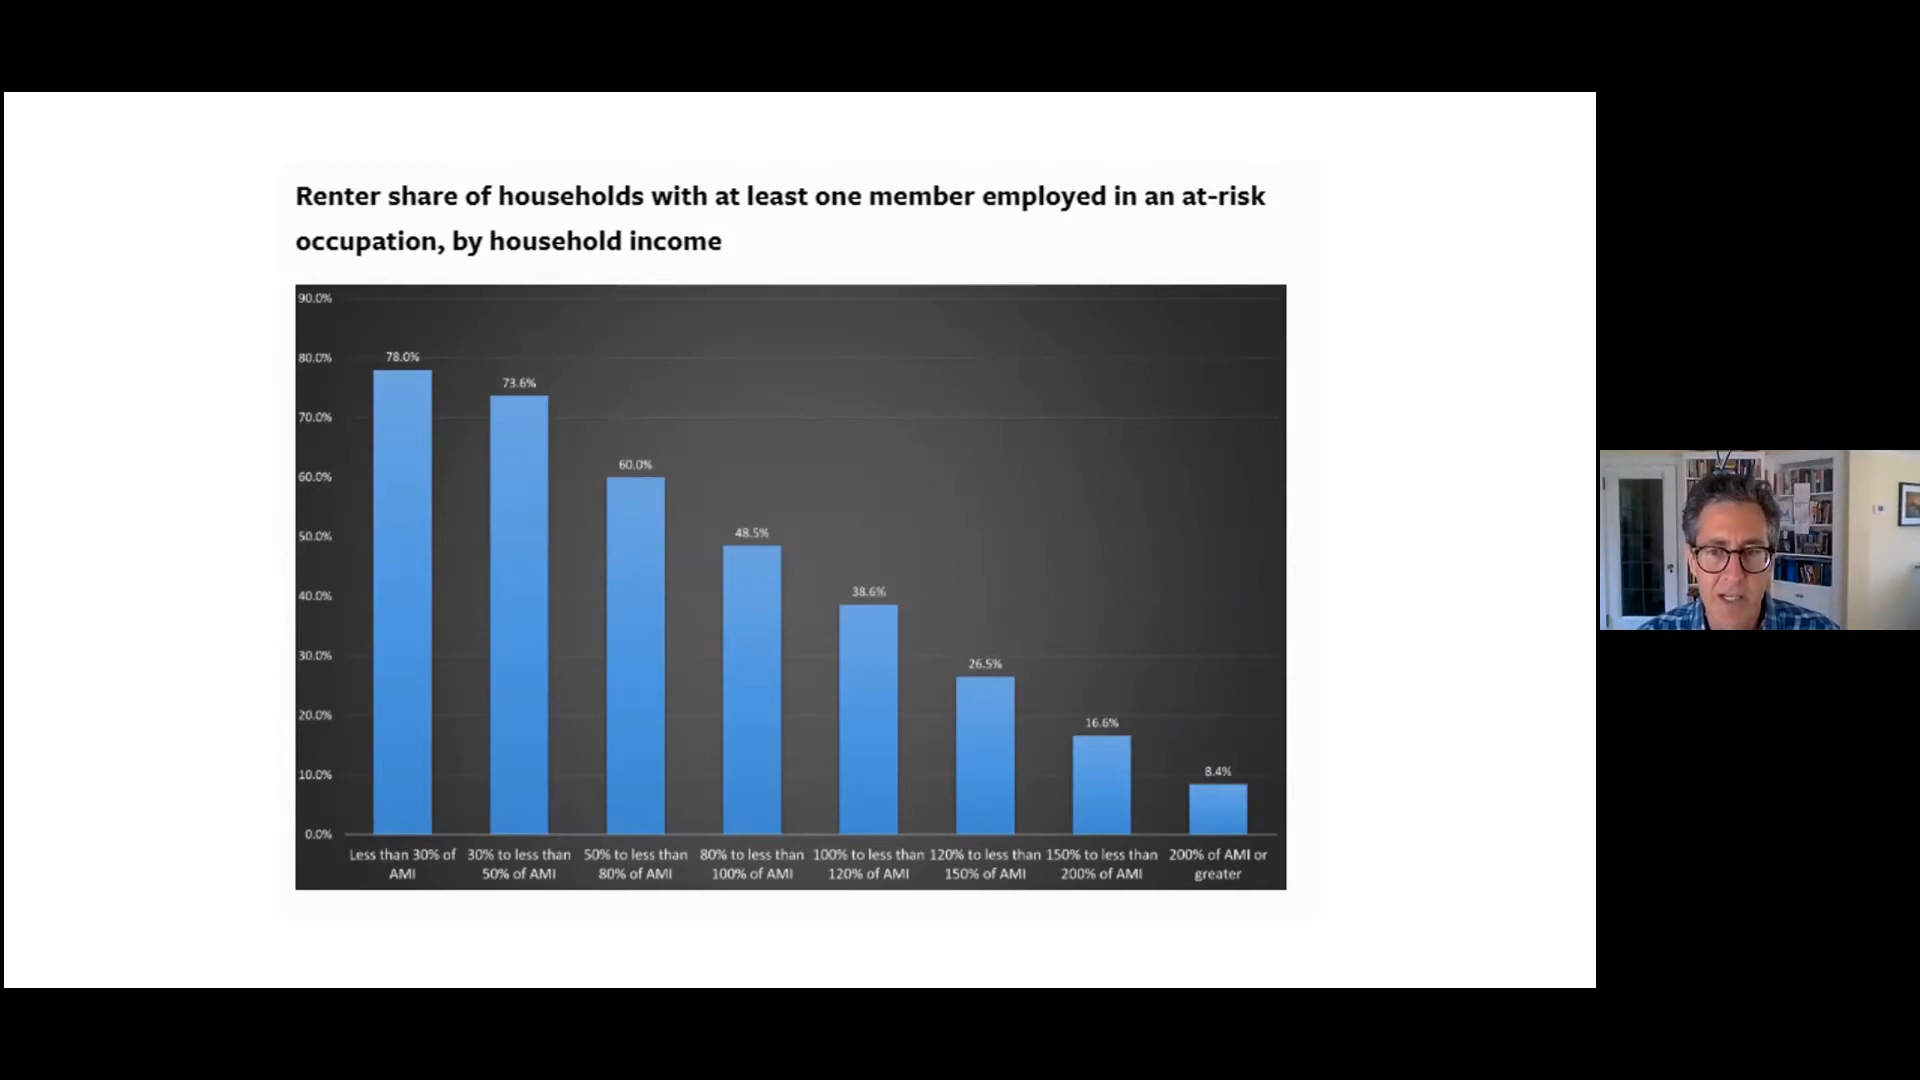 Renter share of households with at least one member employed in an at-risk
occupation, by household income
90.0%
80.0%
70.0%
60.0%
50.0%
40.0%
30.0%
20.0%
10.0%
0.0%
78.0%
73.6%
60.0%
48.5%
38.6%
26.5%
16.6%
8.4%
Less than 30% of
AMI
30% to less than
50% of AMI
50% to less than
80% of AMI
80% to less than
100% of AMI
100% to less than
120% of AMI
120% to less than
150% of AMI
150% to less than
200% of AMI
200% of AMI or
greater